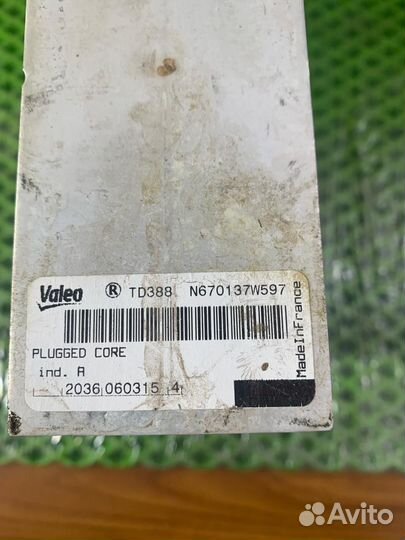 Valeo ® TD388 N670137W597
PLUGGED CORE
ind. A
2036 060315 4
MadeInFrance
Avito